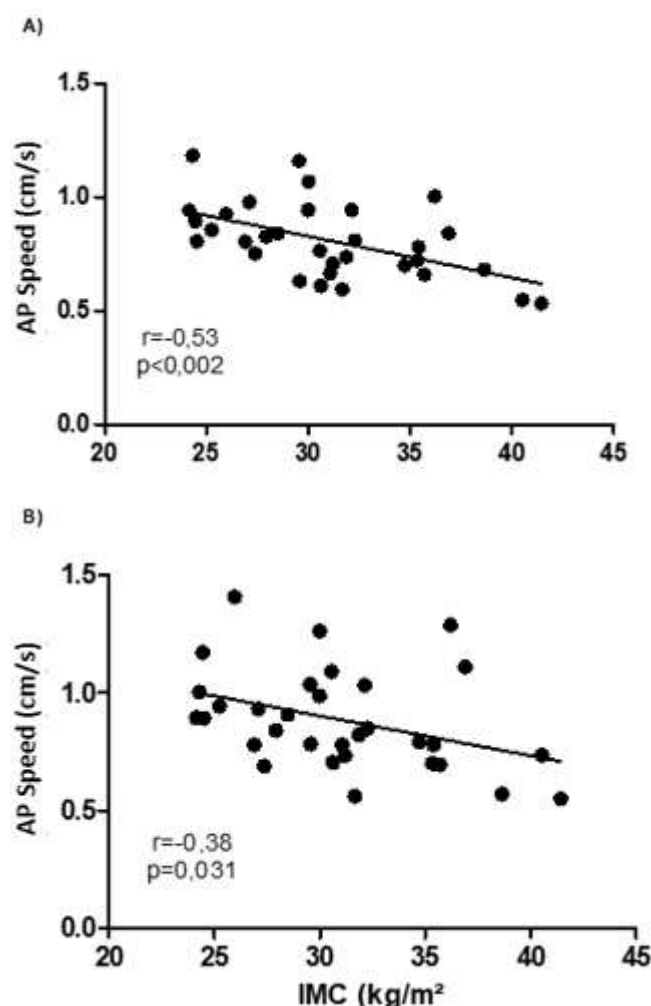 A)
AP Speed (cm/s)
1.5
1.0
0.5
0.0
r=-0,53
p<0,002
20 25 30 35 40 45
B)
AP Speed (cm/s)
1.5
1.0
0.5
0.0
r=-0,38
p=0,031
20 25 30 35 40 45
IMC (kg/m²